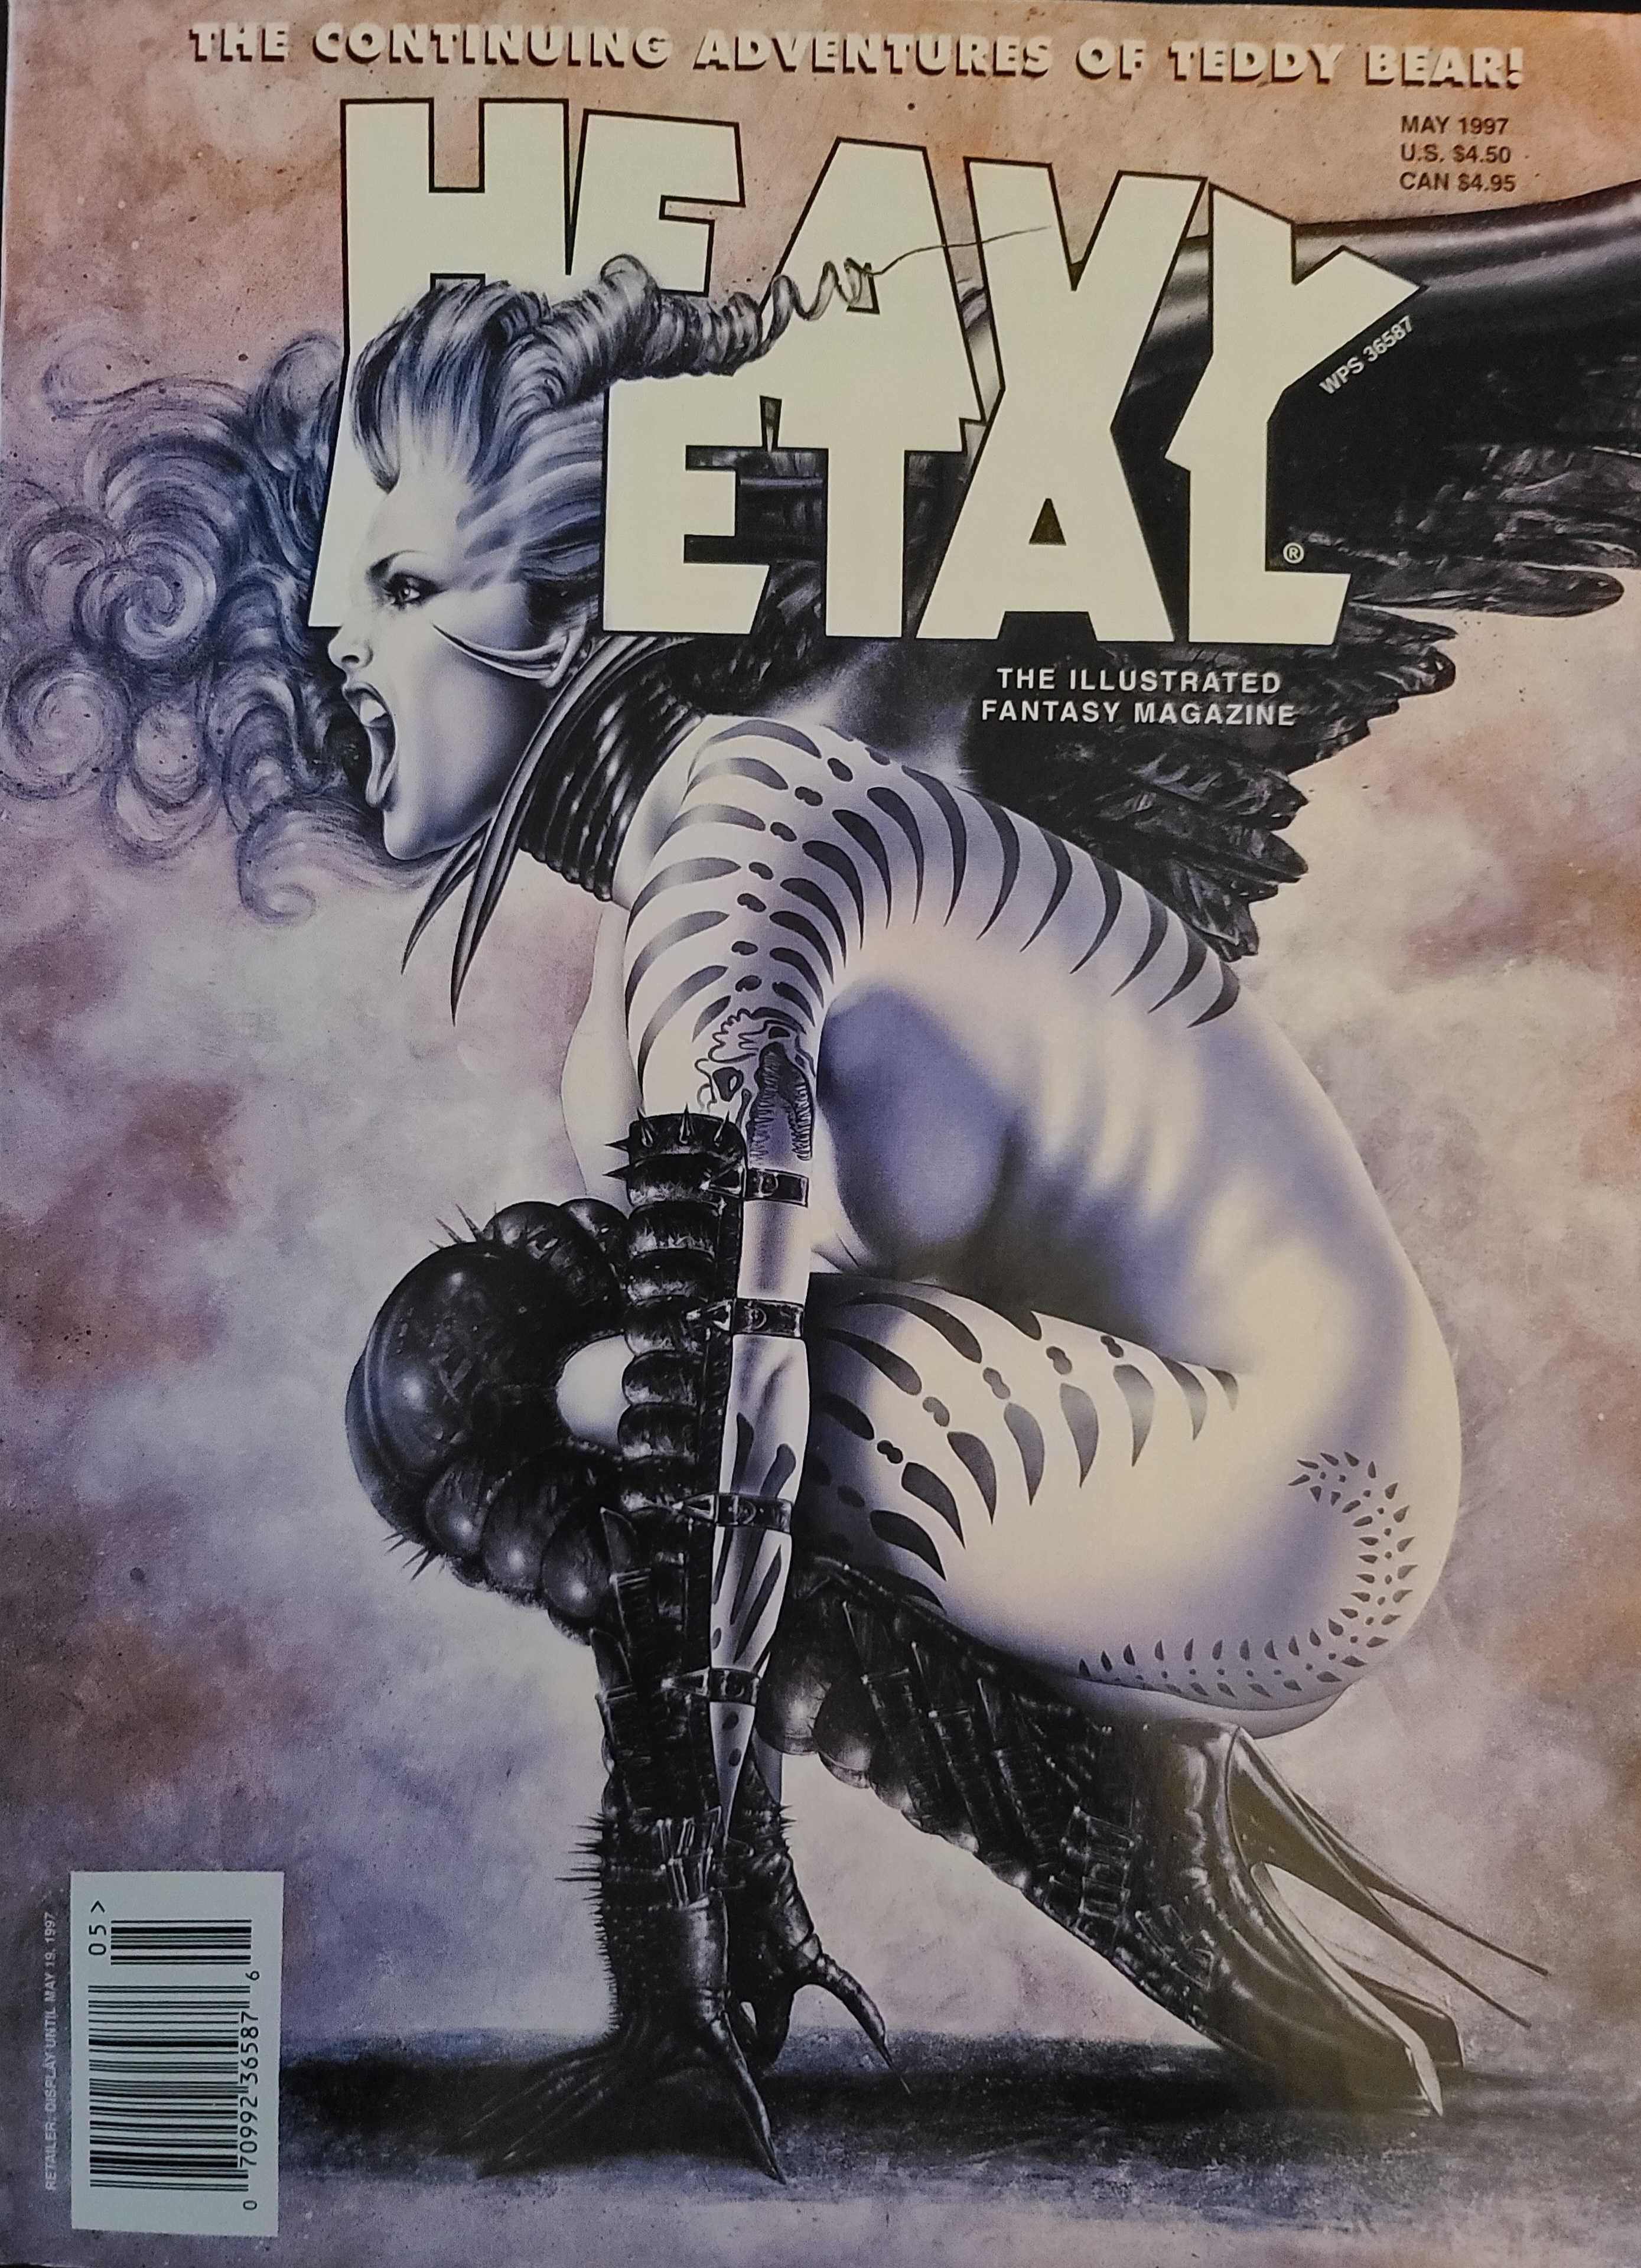 THE CONTINUING ADVENTURES OF TEDDY BEAR!
MAY 1997
U.S. $4.50
CAN $4.95
HEAVY
METAL
®
WPS 36587
THE ILLUSTRATED
FANTASY MAGAZINE
RETAILER: DISPLAY UNTIL MAY 19, 1997
05>
0 70992 36587 6